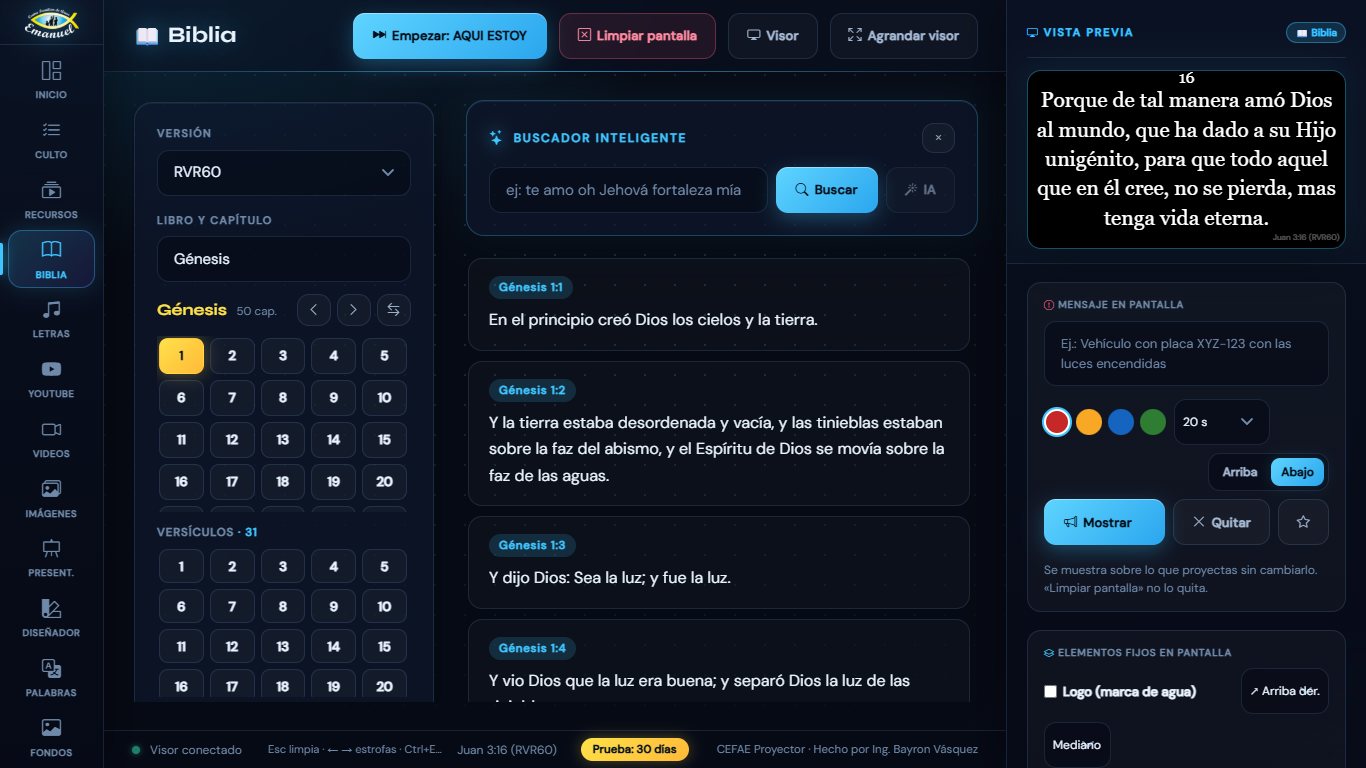 Emanuel
INICIO
CULTO
RECURSOS
BIBLIA
LETRAS
YOUTUBE
VIDEOS
IMÁGENES
PRESENT.
DISEÑADOR
PALABRAS
FONDOS
Biblia
Empezar: AQUI ESTOY
Limpiar pantalla
Visor
Agrandar visor
VERSIÓN
RVR60
LIBRO Y CAPÍTULO
Génesis
Génesis 50 cap.
1 2 3 4 5
6 7 8 9 10
11 12 13 14 15
16 17 18 19 20
VERSÍCULOS · 31
1 2 3 4 5
6 7 8 9 10
11 12 13 14 15
16 17 18 19 20
BUSCADOR INTELIGENTE
ej: te amo oh Jehová fortaleza mía
Buscar
IA
Génesis 1:1
En el principio creó Dios los cielos y la tierra.
Génesis 1:2
Y la tierra estaba desordenada y vacía, y las tinieblas estaban
sobre la faz del abismo, y el Espíritu de Dios se movía sobre la
faz de las aguas.
Génesis 1:3
Y dijo Dios: Sea la luz; y fue la luz.
Génesis 1:4
Y vio Dios que la luz era buena; y separó Dios la luz de las
VISTA PREVIA
Biblia
16
Porque de tal manera amó Dios
al mundo, que ha dado a su Hijo
unigénito, para que todo aquel
que en él cree, no se pierda, mas
tenga vida eterna.
Juan 3:16 (RVR60)
MENSAJE EN PANTALLA
Ej.: Vehículo con placa XYZ-123 con las
luces encendidas
20 s
Arriba
Abajo
Mostrar
Quitar
Se muestra sobre lo que proyectas sin cambiarlo.
«Limpiar pantalla» no lo quita.
ELEMENTOS FIJOS EN PANTALLA
Logo (marca de agua)
↗ Arriba der.
Mediano
Visor conectado
Esc limpia · ← → estrofas · Ctrl+E...
Juan 3:16 (RVR60)
Prueba: 30 días
CEFAE Proyector · Hecho por Ing. Bayron Vásquez